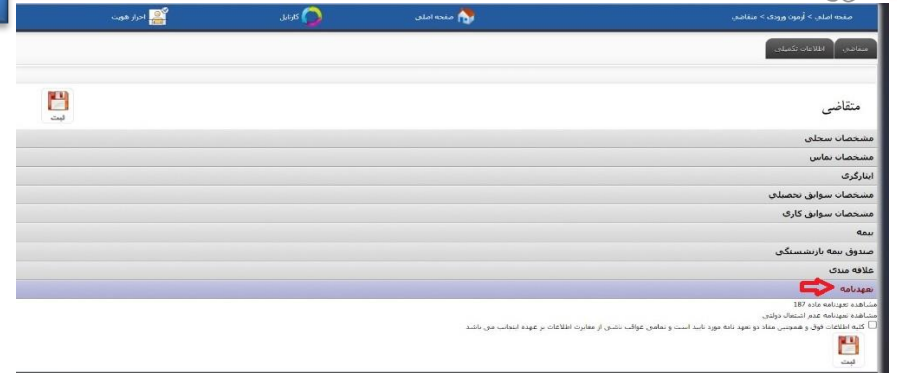 صفحه اصلی > آزمون ورودی > متقاضی
صفحه اصلی
کارتابل
احراز هویت
متقاضی
اطلاعات تکمیلی
متقاضی
ثبت
مشخصات سجلی
مشخصات تماس
ایثارگری
مشخصات سوابق تحصیلی
مشخصات سوابق کاری
بیمه
صندوق بیمه بازنشستگی
علاقه مندی
تعهدنامه
مشاهده تعهدنامه ماده 187
مشاهده تعهدنامه عدم اشتغال دولتی
کلیه اطلاعات فوق و همچنین مفاد دو تعهد نامه مورد تایید است و تمامی عواقب ناشی از مغایرت اطلاعات بر عهده اینجانب می باشد
ثبت